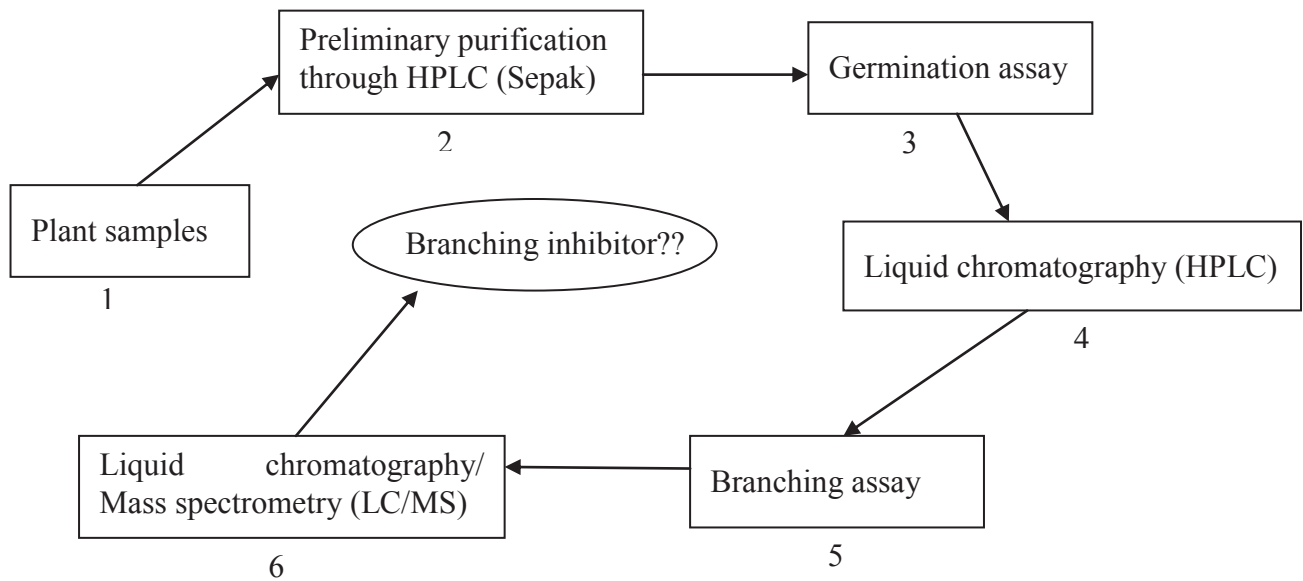 Plant samples
1
Preliminary purification
through HPLC (Sepak)
2
Germination assay
3
Liquid chromatography (HPLC)
4
Branching assay
5
Liquid chromatography/
Mass spectrometry (LC/MS)
6
Branching inhibitor??